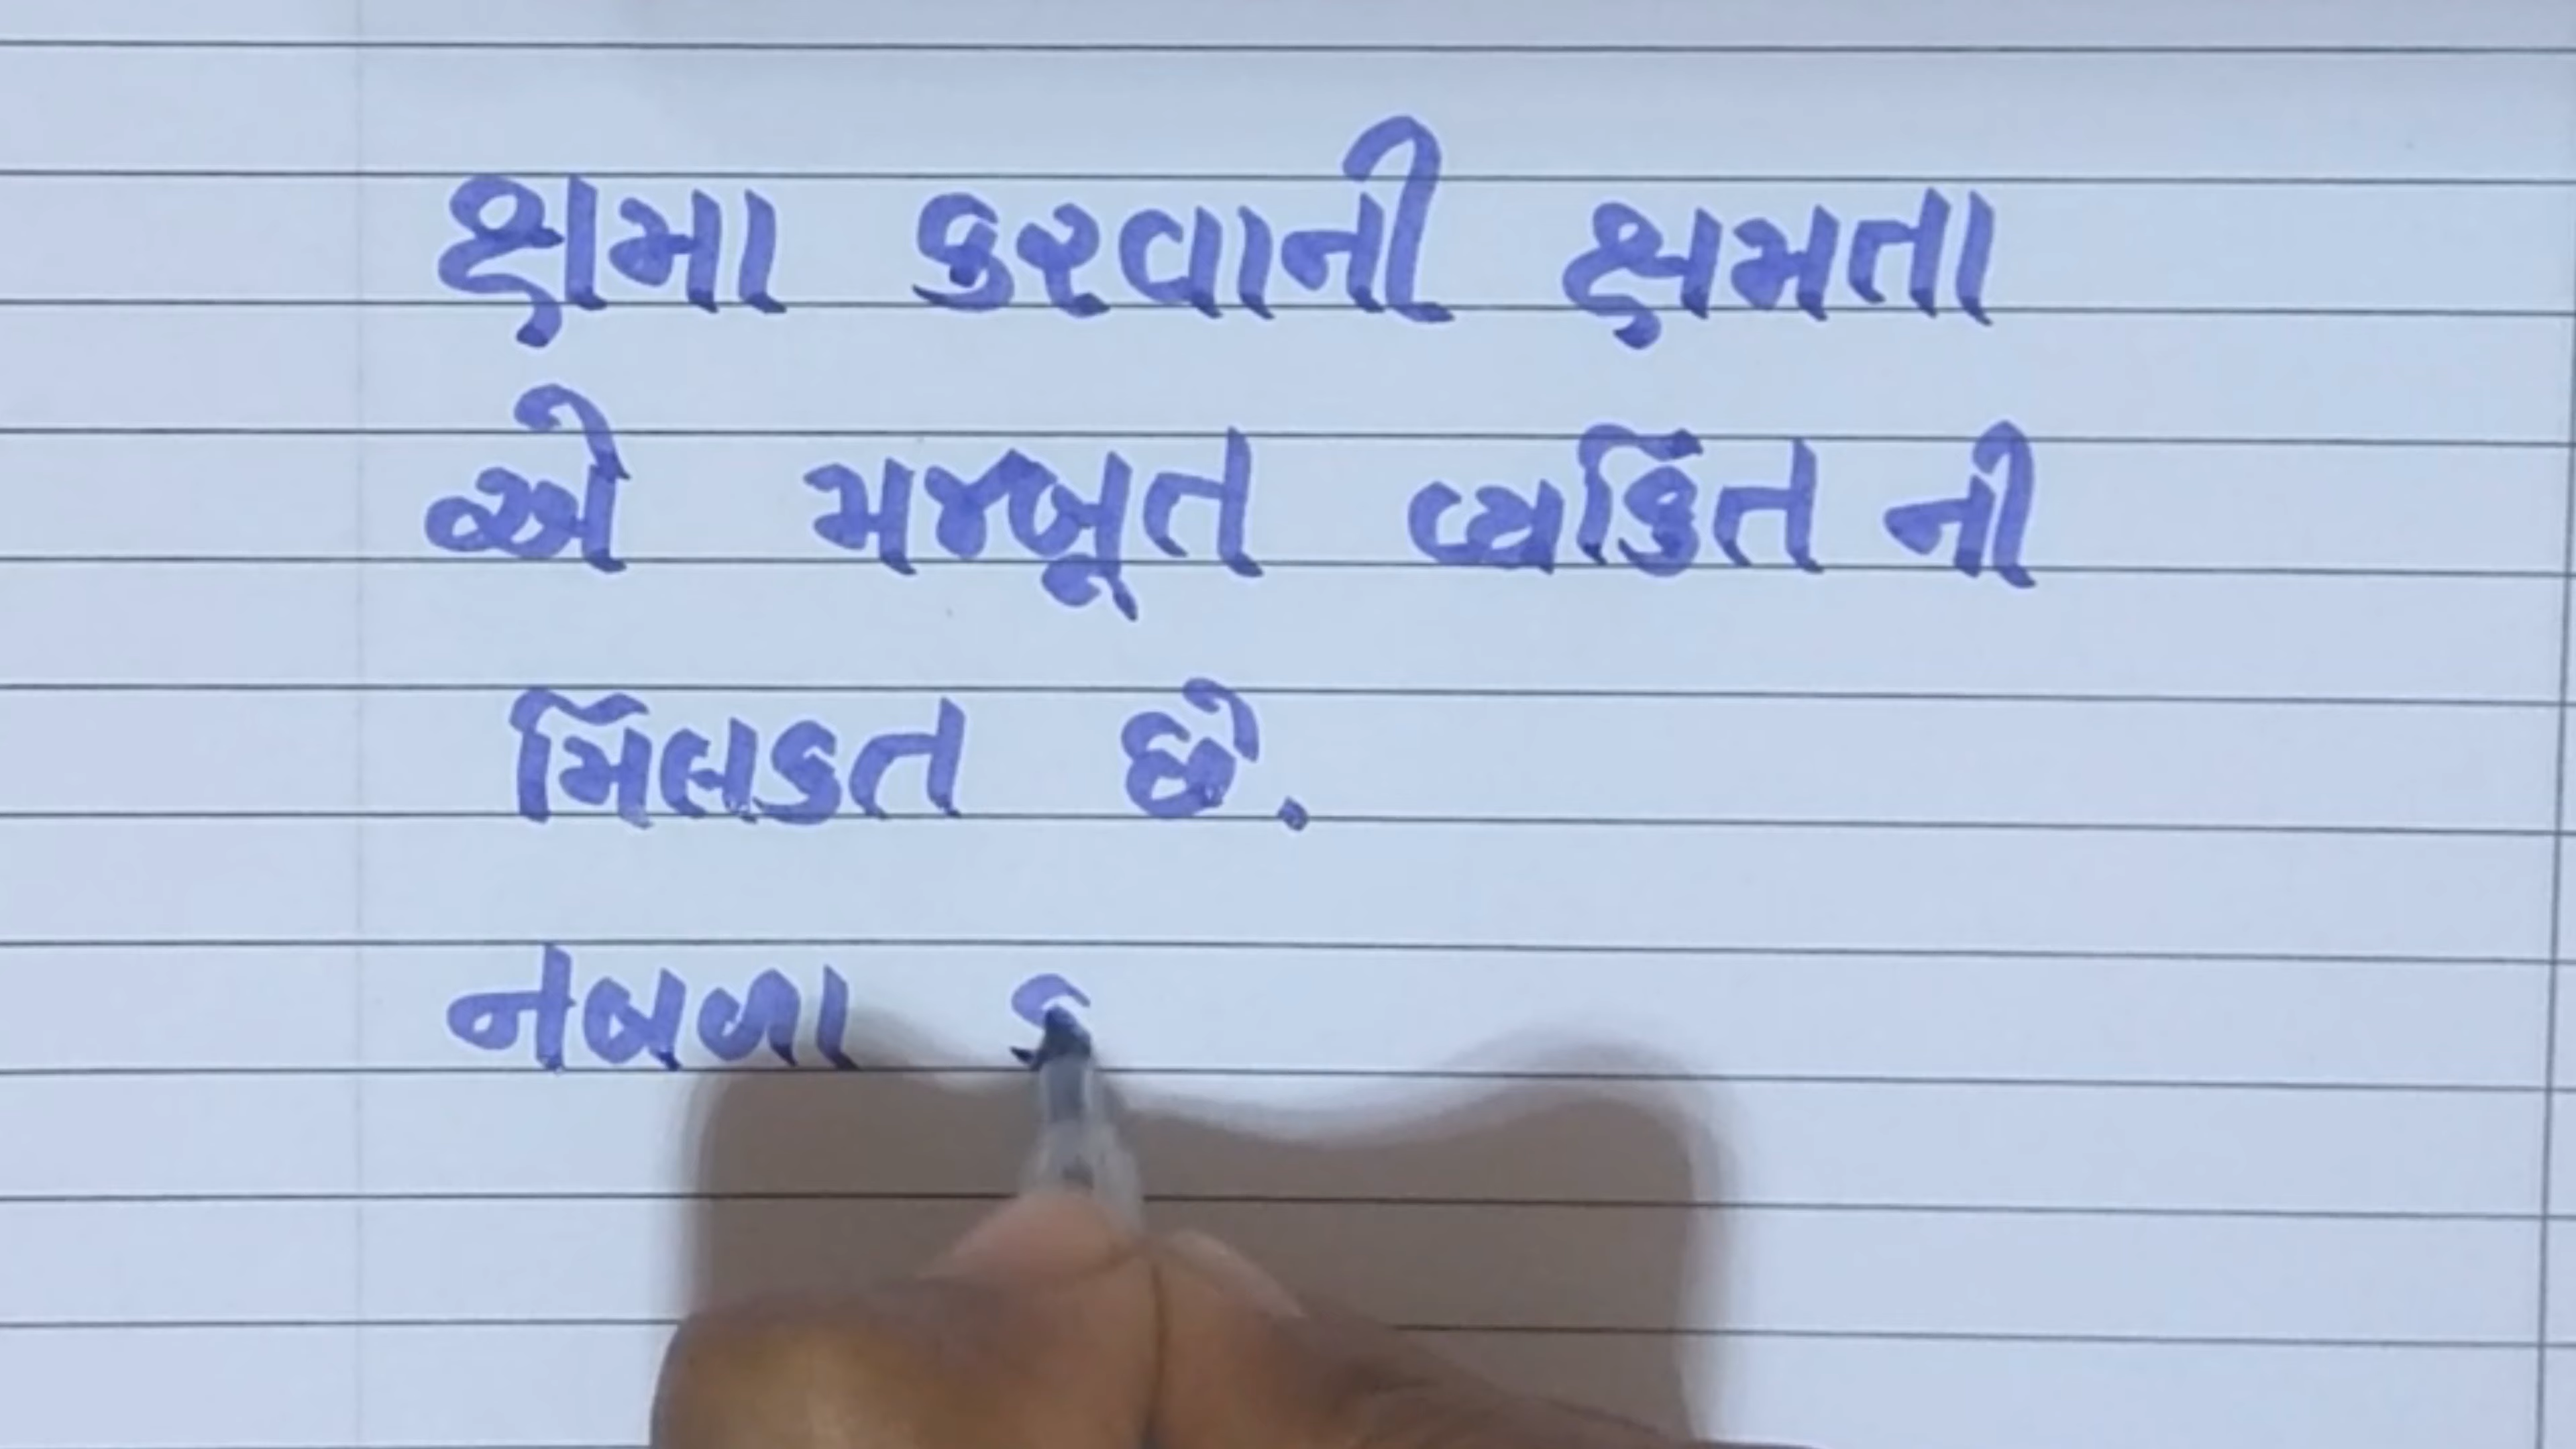 ક્ષમા કરવાની ક્ષમતા
એ મજબૂત વ્યકિત ની
મિલકત છે.
નબળા